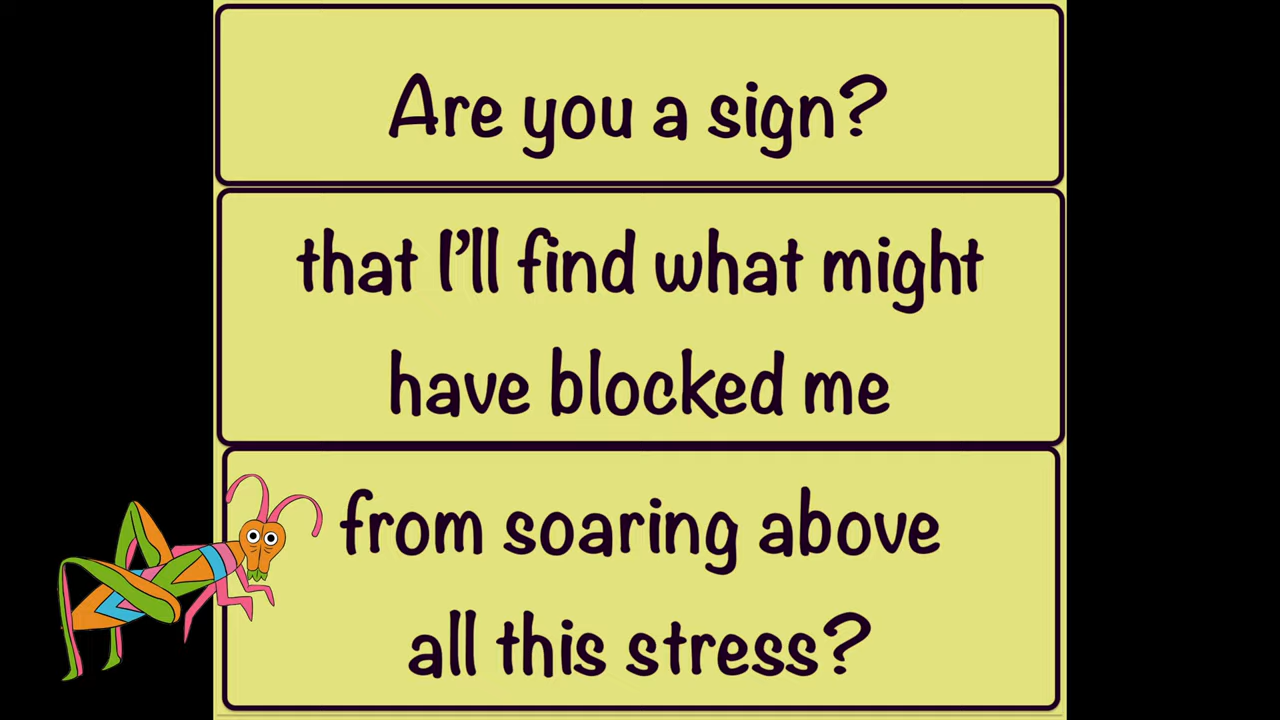 Are you a sign?
that I'll find what might
have blocked me
from soaring above
all this stress?